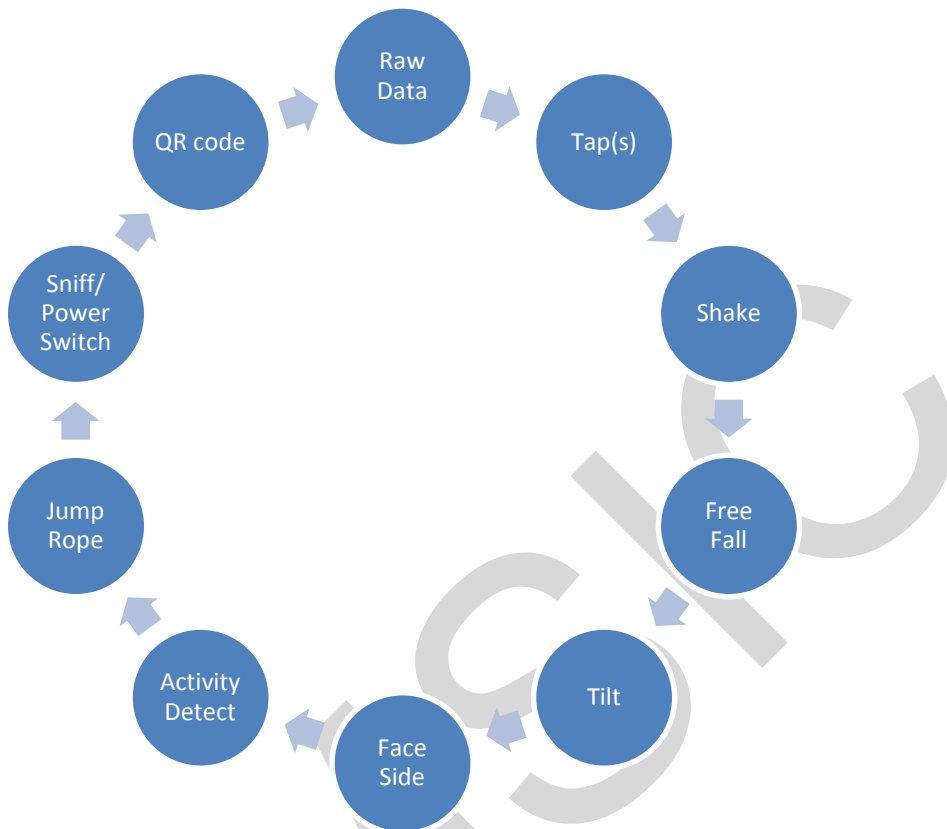 Raw
Data
Tap(s)
Shake
Free
Fall
Tilt
Face
Side
Activity
Detect
Jump
Rope
Sniff/
Power
Switch
QR code